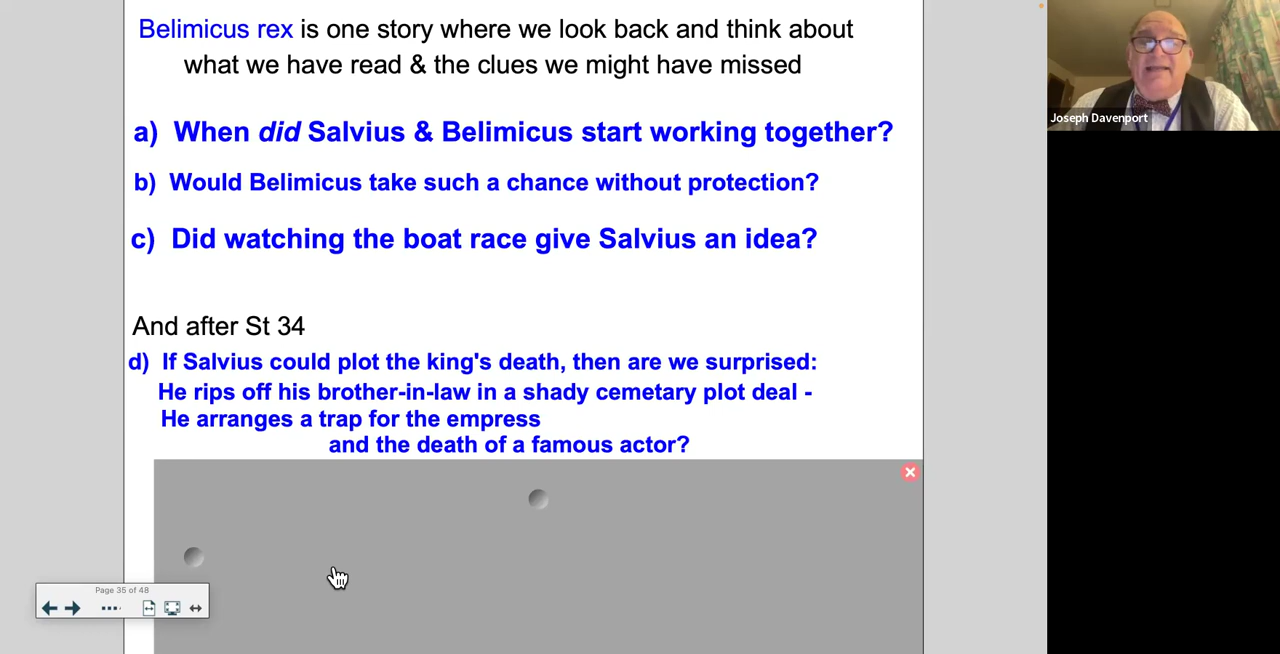 Belimicus rex is one story where we look back and think about
what we have read & the clues we might have missed
a) When did Salvius & Belimicus start working together?
b) Would Belimicus take such a chance without protection?
c) Did watching the boat race give Salvius an idea?
And after St 34
d) If Salvius could plot the king's death, then are we surprised:
He rips off his brother-in-law in a shady cemetary plot deal -
He arranges a trap for the empress
and the death of a famous actor?
Page 35 of 48
Joseph Davenport